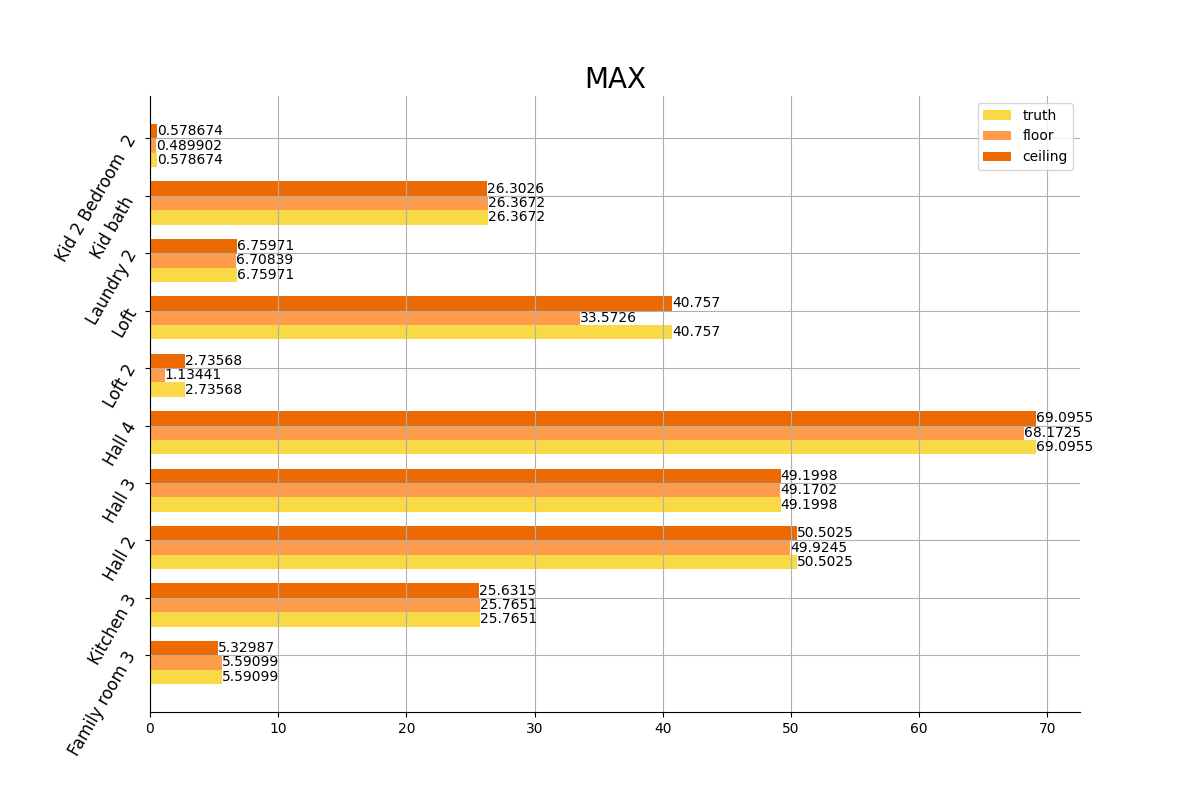 MAX
truth
floor
ceiling
Kid 2 Bedroom  2
0.578674
0.489902
0.578674
Kid bath
26.3026
26.3672
26.3672
Laundry 2
6.75971
6.70839
6.75971
Loft
40.757
33.5726
40.757
Loft 2
2.73568
1.13441
2.73568
Hall 4
69.0955
68.1725
69.0955
Hall 3
49.1998
49.1702
49.1998
Hall 2
50.5025
49.9245
50.5025
Kitchen 3
25.6315
25.7651
25.7651
Family room 3
5.32987
5.59099
5.59099
0 10 20 30 40 50 60 70